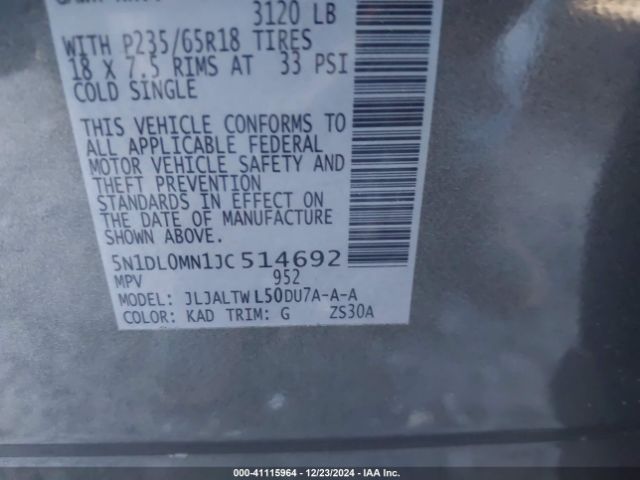 3120 LB
WITH P235/65R18 TIRES
18 X 7.5 RIMS AT 33 PSI
COLD SINGLE
THIS VEHICLE CONFORMS TO
ALL APPLICABLE FEDERAL
MOTOR VEHICLE SAFETY AND
THEFT PREVENTION
STANDARDS IN EFFECT ON
THE DATE OF MANUFACTURE
SHOWN ABOVE.
5N1DL0MN1JC514692
MPV 952
MODEL: JLJALTWL50DU7A-A-A
COLOR: KAD TRIM: G ZS30A
000-41115964 - 12/23/2024 - IAA Inc.